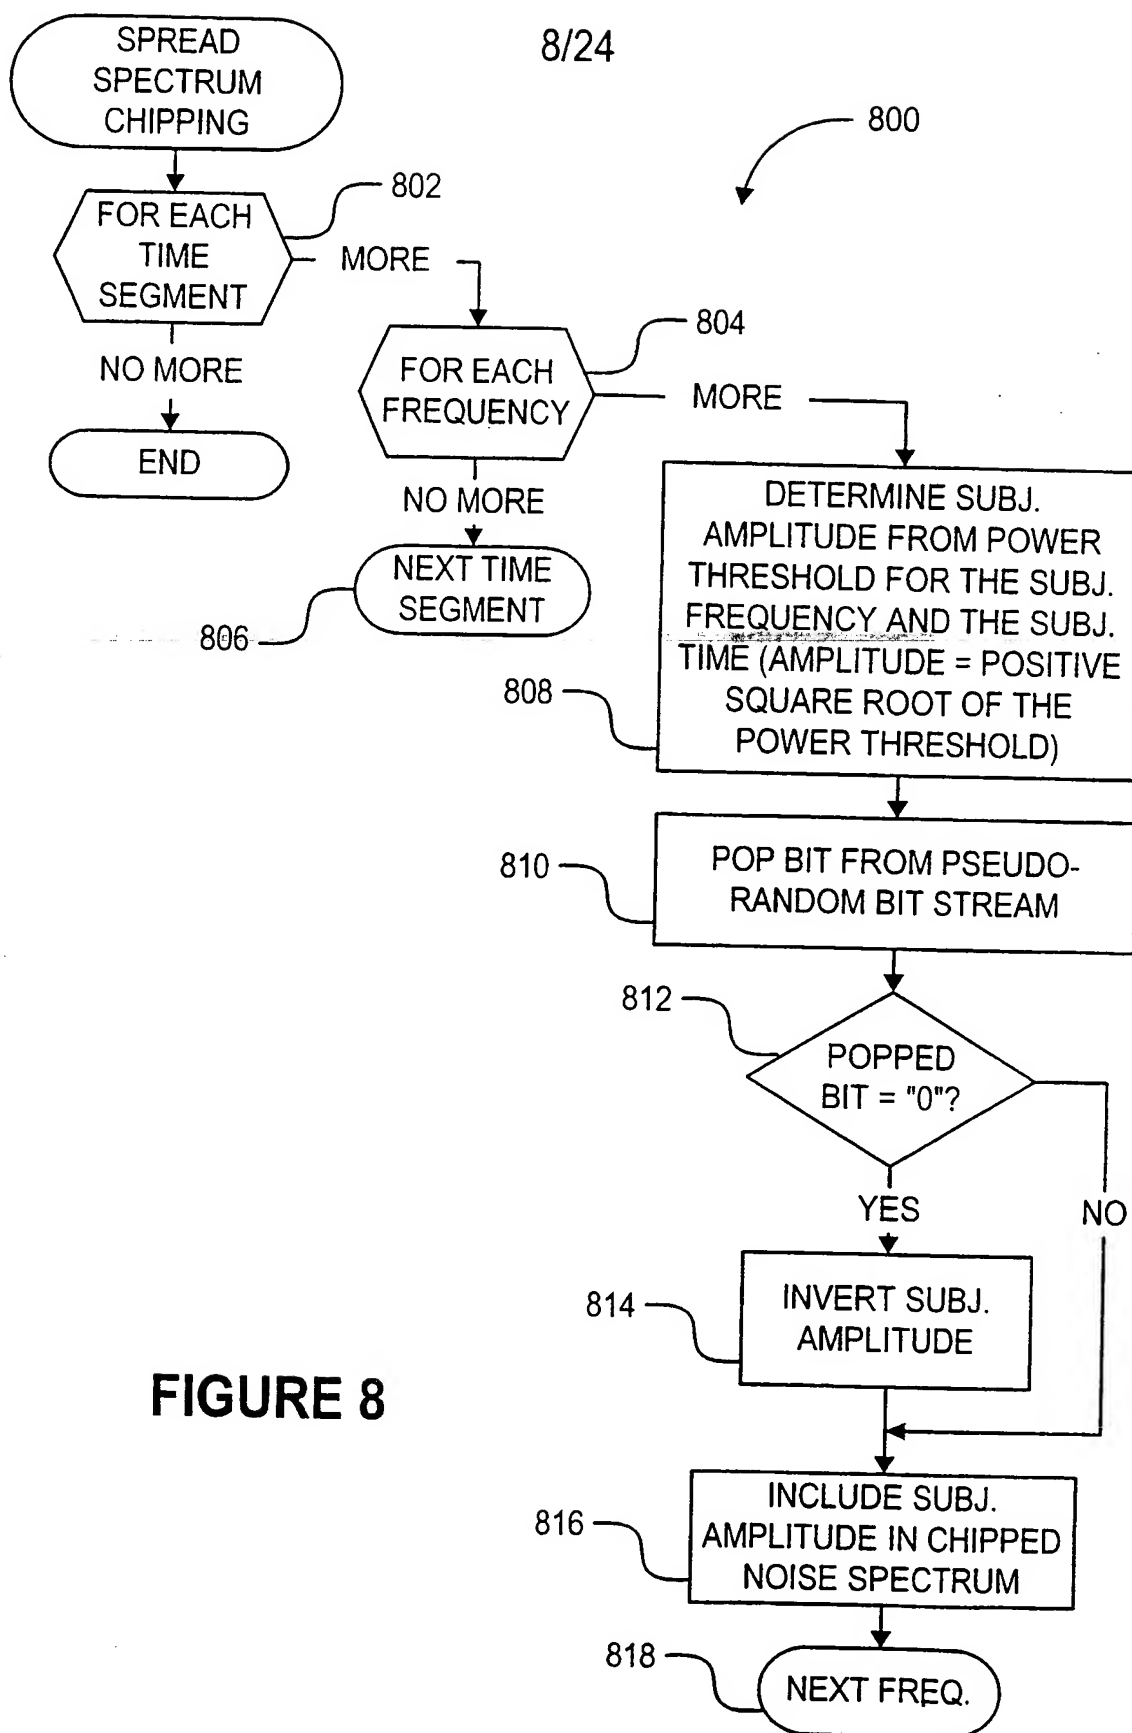 8/24
SPREAD
SPECTRUM
CHIPPING
800
802
FOR EACH
TIME
SEGMENT
MORE
NO MORE
END
804
FOR EACH
FREQUENCY
MORE
NO MORE
NEXT TIME
SEGMENT
806
DETERMINE SUBJ.
AMPLITUDE FROM POWER
THRESHOLD FOR THE SUBJ.
FREQUENCY AND THE SUBJ.
TIME (AMPLITUDE = POSITIVE
SQUARE ROOT OF THE
POWER THRESHOLD)
808
810
POP BIT FROM PSEUDO-
RANDOM BIT STREAM
812
POPPED
BIT = "0"?
YES
NO
814
INVERT SUBJ.
AMPLITUDE
FIGURE 8
816
INCLUDE SUBJ.
AMPLITUDE IN CHIPPED
NOISE SPECTRUM
818
NEXT FREQ.